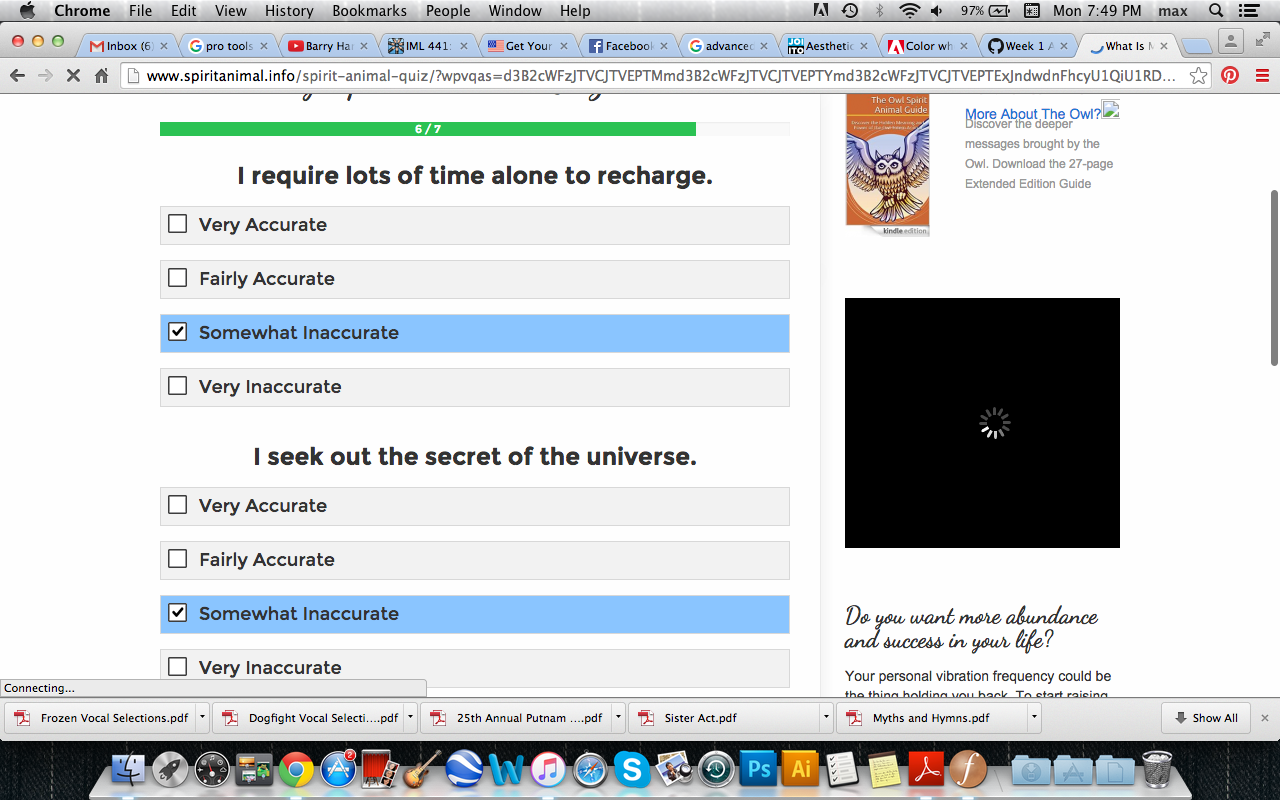 Chrome File Edit View History Bookmarks People Window Help 97% Mon 7:49 PM max
Inbox (6 pro tools Barry Ha IML 441: Get Your Facebook advanced Aesthetic Color wh Week 1 A What Is M
www.spiritanimal.info/spirit-animal-quiz/?wpvqas=d3B2cWFzJTVCJTVEPTMmd3B2cWFzJTVCJTVEPTYmd3B2cWFzJTVCJTVEPTExJndwdnFhcyU1QiU1RD...
6 / 7
I require lots of time alone to recharge.
Very Accurate
Fairly Accurate
Somewhat Inaccurate
Very Inaccurate
I seek out the secret of the universe.
Very Accurate
Fairly Accurate
Somewhat Inaccurate
Very Inaccurate
The Owl Spirit
Animal Guide
kindle edition
More About The Owl?
Discover the deeper
messages brought by the
Owl. Download the 27-page
Extended Edition Guide
Do you want more abundance
and success in your life?
Your personal vibration frequency could be
the thing holding you back. To start raising
Connecting...
Frozen Vocal Selections.pdf Dogfight Vocal Selecti....pdf 25th Annual Putnam ....pdf Sister Act.pdf Myths and Hymns.pdf Show All
2
Ps Ai